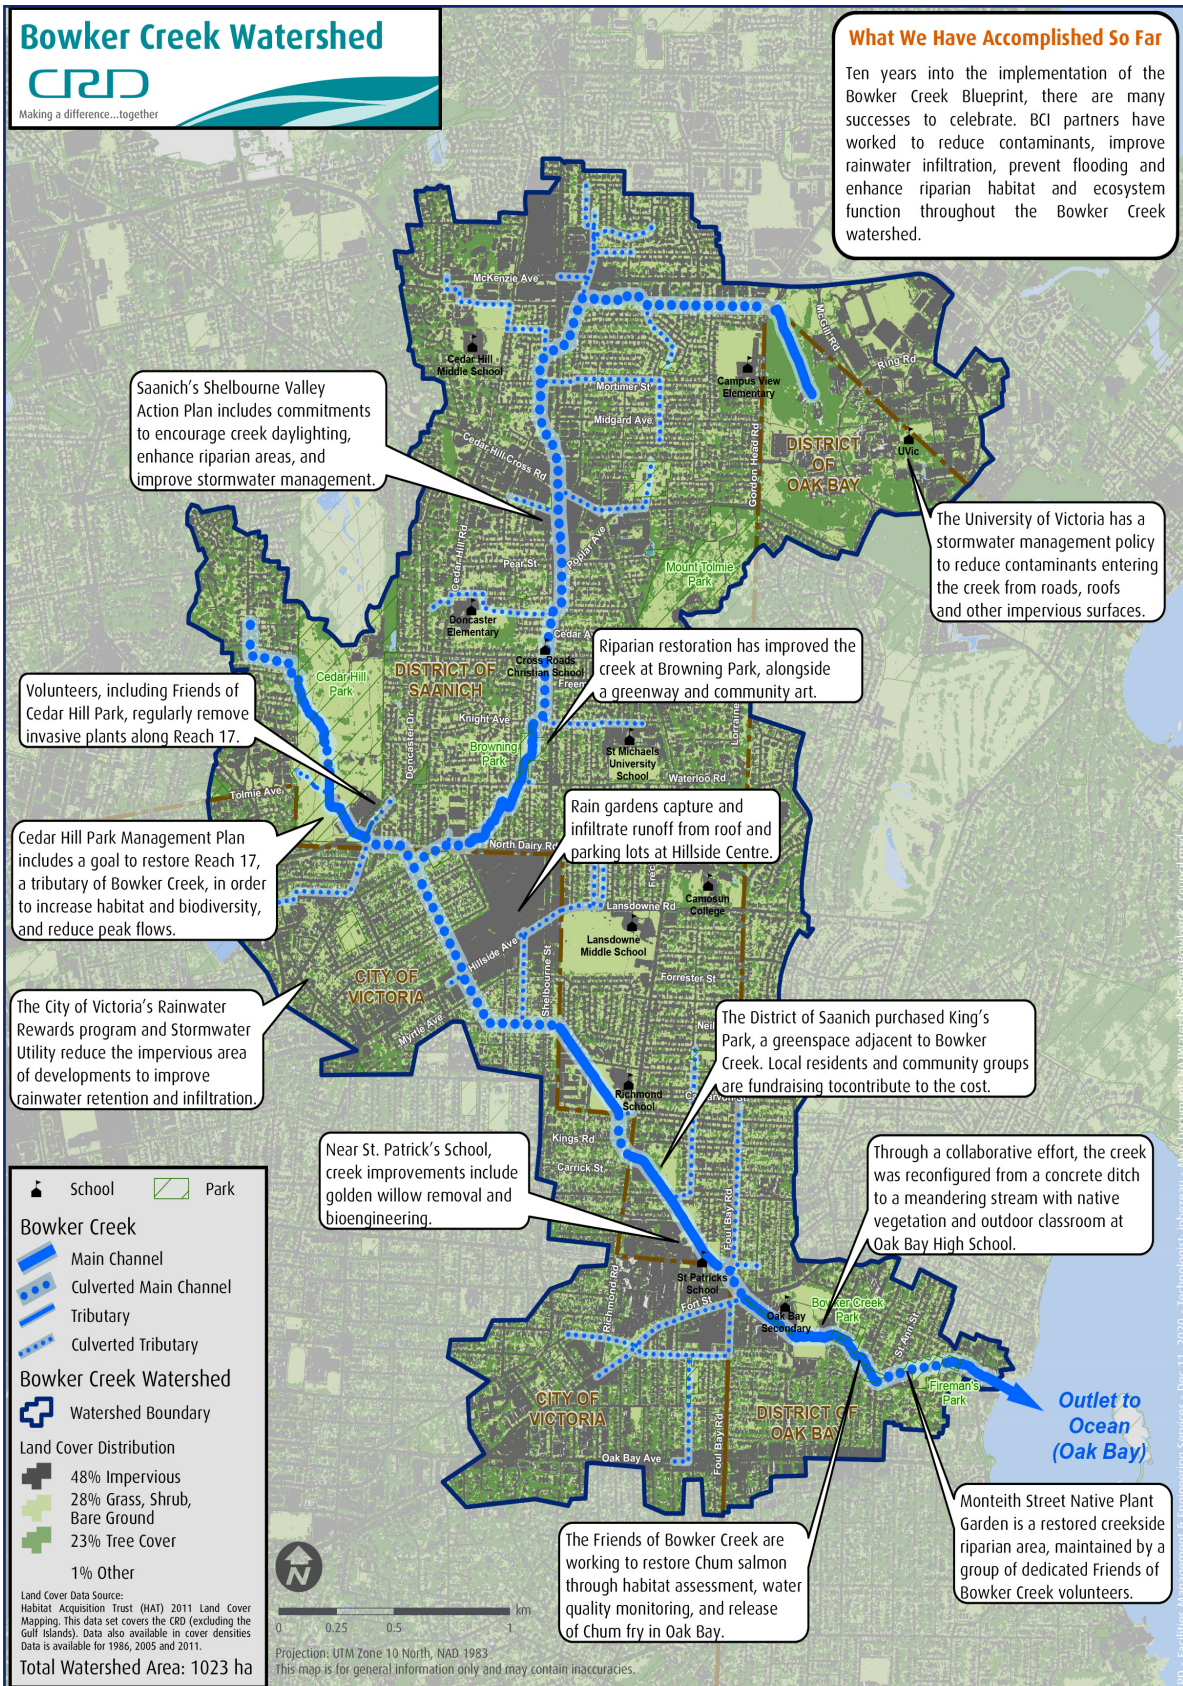 Bowker Creek Watershed
CRD
Making a difference...together
What We Have Accomplished So Far
Ten years into the implementation of the
Bowker Creek Blueprint, there are many
successes to celebrate. BCI partners have
worked to reduce contaminants, improve
rainwater infiltration, prevent flooding and
enhance riparian habitat and ecosystem
function throughout the Bowker Creek
watershed.
McKenzie Ave
McGill Rd
Ring Rd
Cedar Hill
Middle School
Campus View
Elementary
Mortimer St
Midgard Ave
Gordon Head Rd
DISTRICT
OF
OAK BAY
UVic
Saanich's Shelbourne Valley
Action Plan includes commitments
to encourage creek daylighting,
enhance riparian areas, and
improve stormwater management.
Cedar Hill Cross Rd
The University of Victoria has a
stormwater management policy
to reduce contaminants entering
the creek from roads, roofs
and other impervious surfaces.
Cedar Hill Rd
Pear St
Poplar Ave
Mount Tolmie
Park
Doncaster
Elementary
Cedar A
Cross Roads
Christian School
Freem
Riparian restoration has improved the
creek at Browning Park, alongside
a greenway and community art.
Cedar Hill
Park
DISTRICT OF
SAANICH
Volunteers, including Friends of
Cedar Hill Park, regularly remove
invasive plants along Reach 17.
Knight Ave
Doncaster Dr
Browning
Park
Lorraine
St Michaels
University
School
Waterloo Rd
Tolmie Ave
Rain gardens capture and
infiltrate runoff from roof and
parking lots at Hillside Centre.
North Dairy Rd
Cedar Hill Park Management Plan
includes a goal to restore Reach 17,
a tributary of Bowker Creek, in order
to increase habitat and biodiversity,
and reduce peak flows.
Camosun
College
Lansdowne Rd
Lansdowne
Middle School
Hillside Ave
Shelbourne St
Forrester St
CITY OF
VICTORIA
Myrtle Ave
Neil
The City of Victoria's Rainwater
Rewards program and Stormwater
Utility reduce the impervious area
of developments to improve
rainwater retention and infiltration.
The District of Saanich purchased King's
Park, a greenspace adjacent to Bowker
Creek. Local residents and community groups
are fundraising tocontribute to the cost.
Richmond
School
Kings Rd
Carrick St
Near St. Patrick's School,
creek improvements include
golden willow removal and
bioengineering.
Through a collaborative effort, the creek
was reconfigured from a concrete ditch
to a meandering stream with native
vegetation and outdoor classroom at
Oak Bay High School.
Foul Bay Rd
St Patricks
School
Richmond Rd
Fort St
Oak Bay
Secondary
Bowker Creek
Park
St Ann St
Fireman's
Park
Outlet to
Ocean
(Oak Bay)
CITY OF
VICTORIA
DISTRICT OF
OAK BAY
Oak Bay Ave
Foul Bay Rd
Monteith Street Native Plant
Garden is a restored creekside
riparian area, maintained by a
group of dedicated Friends of
Bowker Creek volunteers.
The Friends of Bowker Creek are
working to restore Chum salmon
through habitat assessment, water
quality monitoring, and release
of Chum fry in Oak Bay.
School
Park
Bowker Creek
Main Channel
Culverted Main Channel
Tributary
Culverted Tributary
Bowker Creek Watershed
Watershed Boundary
Land Cover Distribution
48% Impervious
28% Grass, Shrub,
Bare Ground
23% Tree Cover
1% Other
Land Cover Data Source:
Habitat Acquisition Trust (HAT) 2011 Land Cover
Mapping. This data set covers the CRD (excluding the
Gulf Islands). Data also available in cover densities
Data is available for 1986, 2005 and 2011.
Total Watershed Area: 1023 ha
N
km
0 0.25 0.5 1
Projection: UTM Zone 10 North, NAD 1983
This map is for general information only and may contain inaccuracies.